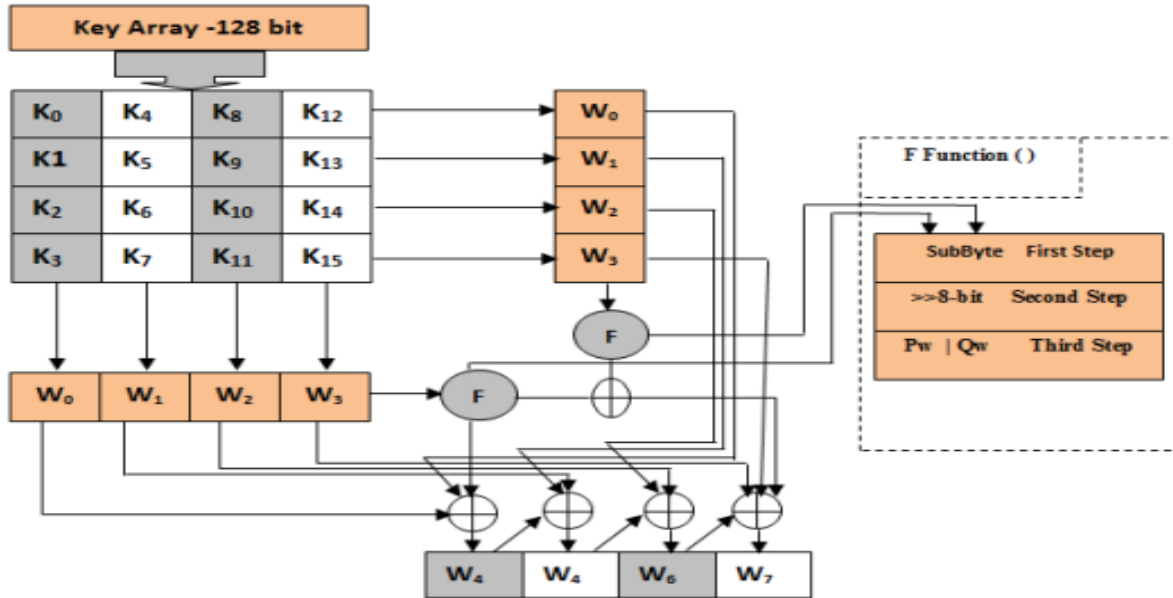 Key Array -128 bit
K₀ K₄ K₈ K₁₂
K1 K₅ K₉ K₁₃
K₂ K₆ K₁₀ K₁₄
K₃ K₇ K₁₁ K₁₅
W₀
W₁
W₂
W₃
F
W₀ W₁ W₂ W₃
F
F Function ( )
SubByte First Step
>>8-bit Second Step
Pw | Qw Third Step
W₄ W₄ W₆ W₇